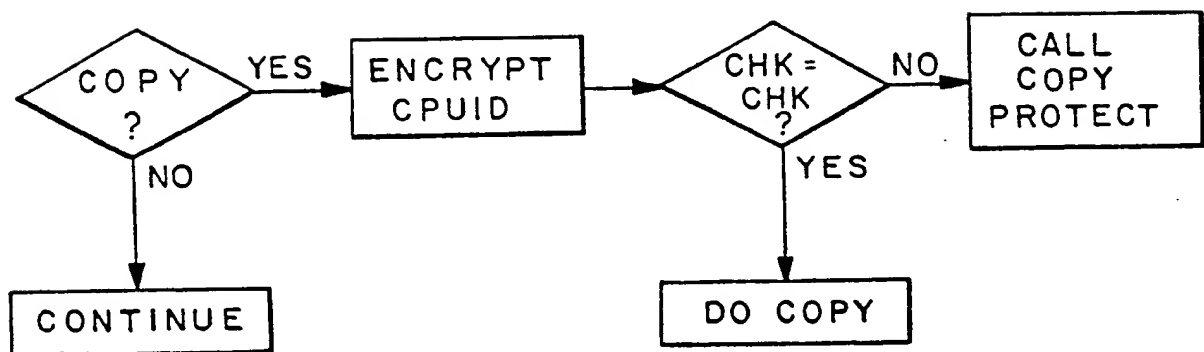 COPY
?
YES
NO
ENCRYPT
CPUID
CHK =
CHK
?
NO
YES
CALL
COPY
PROTECT
CONTINUE
DO COPY